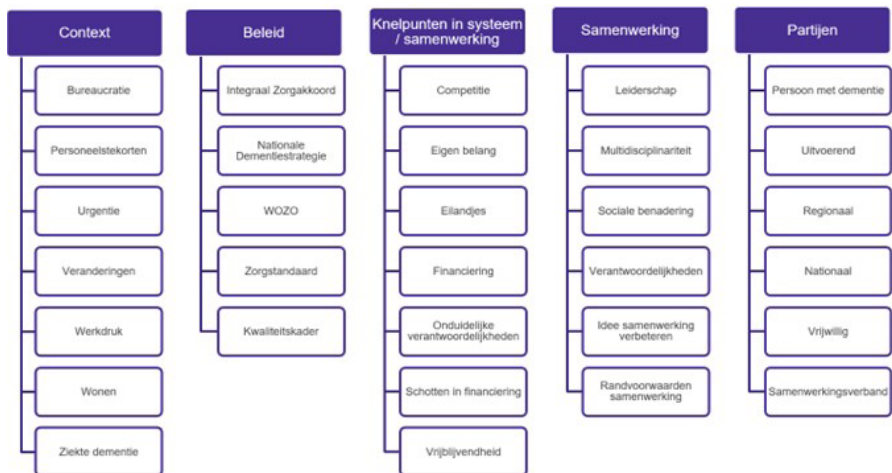 Context
Bureaucratie
Personeelstekorten
Urgentie
Veranderingen
Werkdruk
Wonen
Ziekte dementie
Beleid
Integraal Zorgakkoord
Nationale
Dementiestrategie
WOZO
Zorgstandaard
Kwaliteitskader
Knelpunten in systeem
/ samenwerking
Competitie
Eigen belang
Eilandjes
Financiering
Onduidelijke
verantwoordelijkheden
Schotten in financiering
Vrijblijvendheid
Samenwerking
Leiderschap
Multidisciplinariteit
Sociale benadering
Verantwoordelijkheden
Idee samenwerking
verbeteren
Randvoorwaarden
samenwerking
Partijen
Persoon met dementie
Uitvoerend
Regionaal
Nationaal
Vrijwillig
Samenwerkingsverband